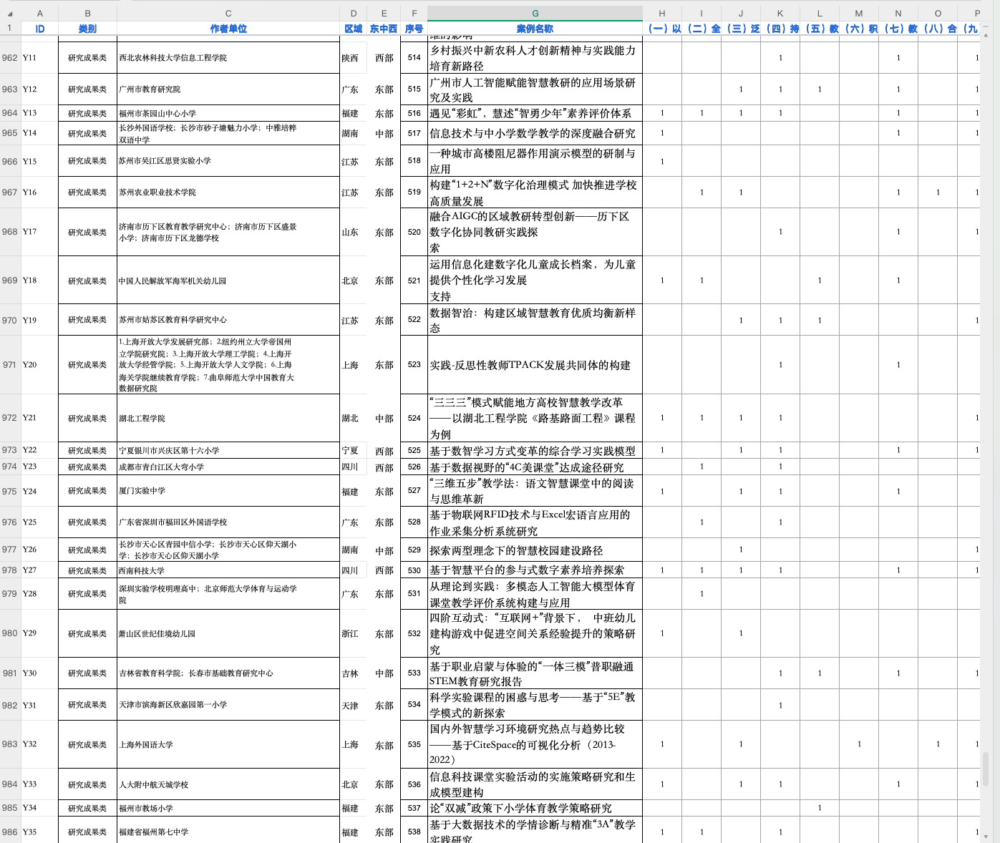 A B C D E F G H I J K L M N O P
1 ID 类别 作者单位 区域 东中西 序号 案例名称 （一）以 （二）全 （三）泛 （四）持 （五）教 （六）职 （七）教 （八）合 （九）
维的影响
962 Y11 研究成果类 西北农林科技大学信息工程学院 陕西 西部 514 乡村振兴中新农科人才创新精神与实践能力 1 1 1
培育新路径
963 Y12 研究成果类 广州市教育研究院 广东 东部 515 广州市人工智能赋能智慧教研的应用场景研 1 1 1 1 1
究及实践
964 Y13 研究成果类 福州市茶园山中心小学 福建 东部 516 遇见“彩虹”，慧述“智勇少年”素养评价体系 1 1 1 1 1 1
965 Y14 研究成果类 长沙外国语学校；长沙市砂子塘魅力小学；中雅培粹 湖南 中部 517 信息技术与中小学数学教学的深度融合研究 1 1 1
双语中学
966 Y15 研究成果类 苏州市吴江区思贤实验小学 江苏 东部 518 一种城市高楼阻尼器作用演示模型的研制与 1
应用
967 Y16 研究成果类 苏州农业职业技术学院 江苏 东部 519 构建“1+2+N”数字化治理模式 加快推进学校 1 1 1 1 1
高质量发展
968 Y17 研究成果类 济南市历下区教育教学研究中心；济南市历下区盛景 山东 东部 520 融合AIGC的区域教研转型创新——历下区 1 1 1
小学；济南市历下区龙德学校 数字化协同教研实践探
索
969 Y18 研究成果类 中国人民解放军海军机关幼儿园 北京 东部 521 运用信息化建数字化儿童成长档案，为儿童 1 1 1 1
提供个性化学习发展
支持
970 Y19 研究成果类 苏州市姑苏区教育科学研究中心 江苏 东部 522 数据智治：构建区域智慧教育优质均衡新样 1 1 1 1
态
971 Y20 研究成果类 1.上海开放大学发展研究部；2.纽约州立大学帝国州 上海 东部 523 实践-反思性教师TPACK发展共同体的构建 1 1
立学院研究院；3.上海开放大学理工学院；4.上海开
放大学经管学院；5.上海开放大学人文学院；6.上海
海关学院继续教育学院；7.曲阜师范大学中国教育大
数据研究院
972 Y21 研究成果类 湖北工程学院 湖北 中部 524 “三三三”模式赋能地方高校智慧教学改革 1 1 1 1 1
——以湖北工程学院《路基路面工程》课程
为例
973 Y22 研究成果类 宁夏银川市兴庆区第十六小学 宁夏 西部 525 基于数智学习方式变革的综合学习实践模型 1 1 1 1 1
974 Y23 研究成果类 成都市青白江区大弯小学 四川 西部 526 基于数据视野的“4C美课堂”达成途径研究 1 1
975 Y24 研究成果类 厦门实验中学 福建 东部 527 “三维五步”教学法：语文智慧课堂中的阅读 1 1 1 1
与思维革新
976 Y25 研究成果类 广东省深圳市福田区外国语学校 广东 东部 528 基于物联网RFID技术与Excel宏语言应用的 1 1
作业采集分析系统研究
977 Y26 研究成果类 长沙市天心区青园中信小学；长沙市天心区仰天湖小 湖南 中部 529 探索两型理念下的智慧校园建设路径 1 1
学；长沙市天心区仰天湖小学
978 Y27 研究成果类 西南科技大学 四川 西部 530 基于智慧平台的参与式数字素养培养探索 1 1 1 1 1 1
979 Y28 研究成果类 深圳实验学校明理高中；北京师范大学体育与运动学 广东 东部 531 从理论到实践：多模态人工智能大模型体育 1
院 课堂教学评价系统构建与应用
980 Y29 研究成果类 萧山区世纪佳境幼儿园 浙江 东部 532 四阶互动式：“互联网+”背景下， 中班幼儿 1 1
建构游戏中促进空间关系经验提升的策略研
究
981 Y30 研究成果类 吉林省教育科学院；长春市基础教育研究中心 吉林 中部 533 基于职业启蒙与体验的“一体三模”普职融通 1 1 1 1
STEM教育研究报告
982 Y31 研究成果类 天津市滨海新区欣嘉园第一小学 天津 东部 534 科学实验课程的困惑与思考——基于“5E”教 1
学模式的新探索
983 Y32 研究成果类 上海外国语大学 上海 东部 535 国内外智慧学习环境研究热点与趋势比较 1 1 1 1 1
——基于CiteSpace的可视化分析（2013-
2022）
984 Y33 研究成果类 人大附中航天城学校 北京 东部 536 信息科技课堂实验活动的实施策略研究和生 1 1 1 1 1
成模型建构
985 Y34 研究成果类 福州市教场小学 福建 东部 537 论“双减”政策下小学体育教学策略研究 1
986 Y35 研究成果类 福建省福州第七中学 福建 东部 538 基于大数据技术的学情诊断与精准“3A”教学 1 1 1 1
实践研究